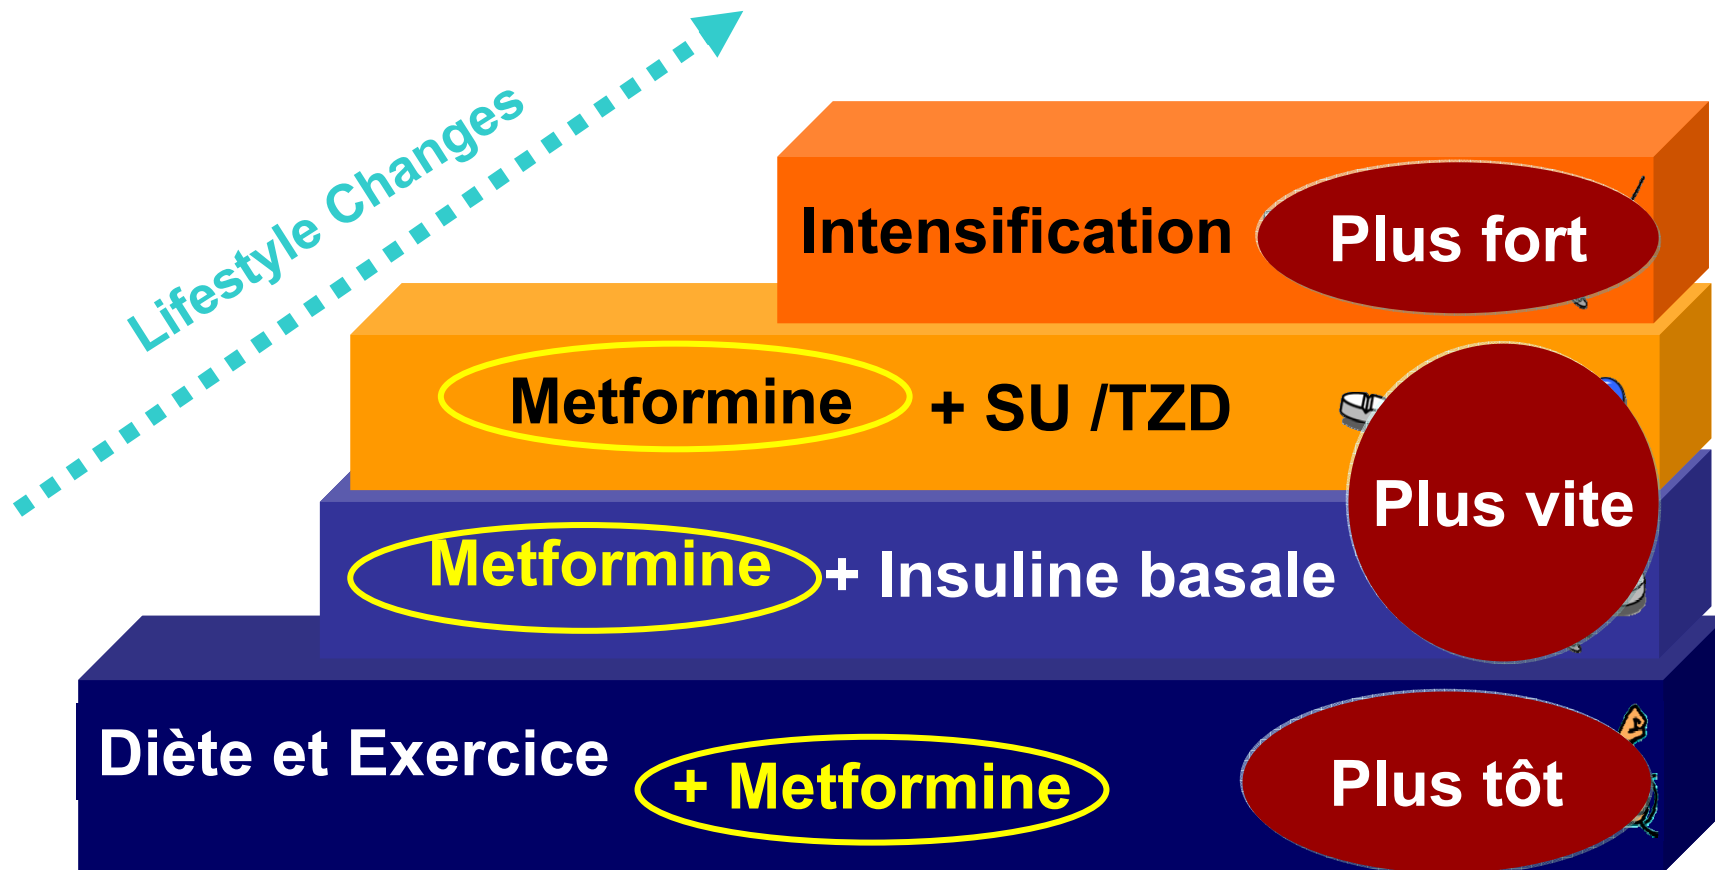 Lifestyle Changes
Intensification Plus fort
Metformine + SU /TZD
Plus vite
Metformine + Insuline basale
Diète et Exercice + Metformine Plus tôt